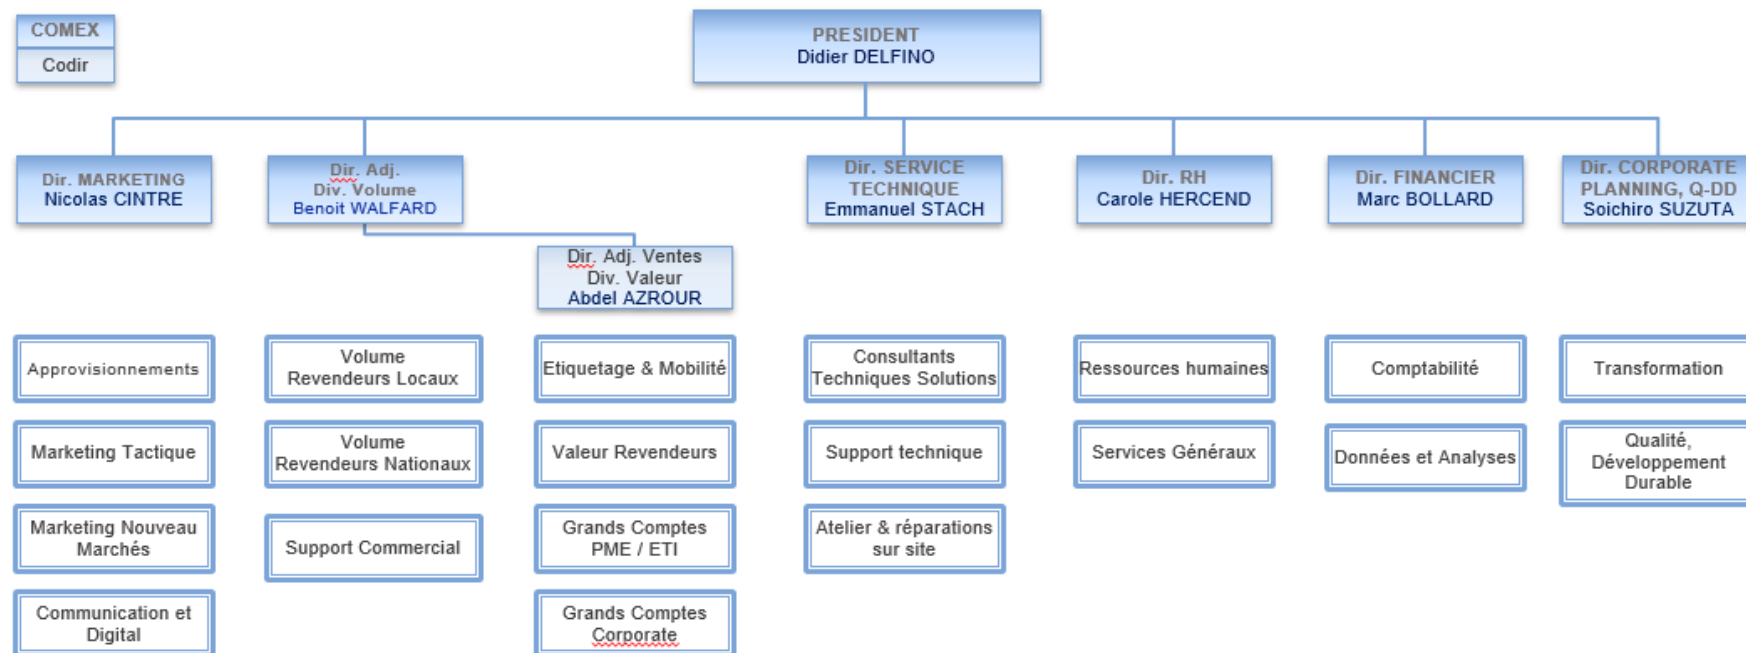 COMEX
Codir
PRESIDENT
Didier DELFINO
Dir. MARKETING
Nicolas CINTRE
Dir. Adj.
Div. Volume
Benoit WALFARD
Dir. SERVICE
TECHNIQUE
Emmanuel STACH
Dir. RH
Carole HERCEND
Dir. FINANCIER
Marc BOLLARD
Dir. CORPORATE
PLANNING, Q-DD
Soichiro SUZUTA
Dir. Adj. Ventes
Div. Valeur
Abdel AZROUR
Approvisionnements
Marketing Tactique
Marketing Nouveau
Marchés
Communication et
Digital
Volume
Revendeurs Locaux
Volume
Revendeurs Nationaux
Support Commercial
Etiquetage & Mobilité
Valeur Revendeurs
Grands Comptes
PME / ETI
Grands Comptes
Corporate
Consultants
Techniques Solutions
Support technique
Atelier & réparations
sur site
Ressources humaines
Services Généraux
Comptabilité
Données et Analyses
Transformation
Qualité,
Développement
Durable